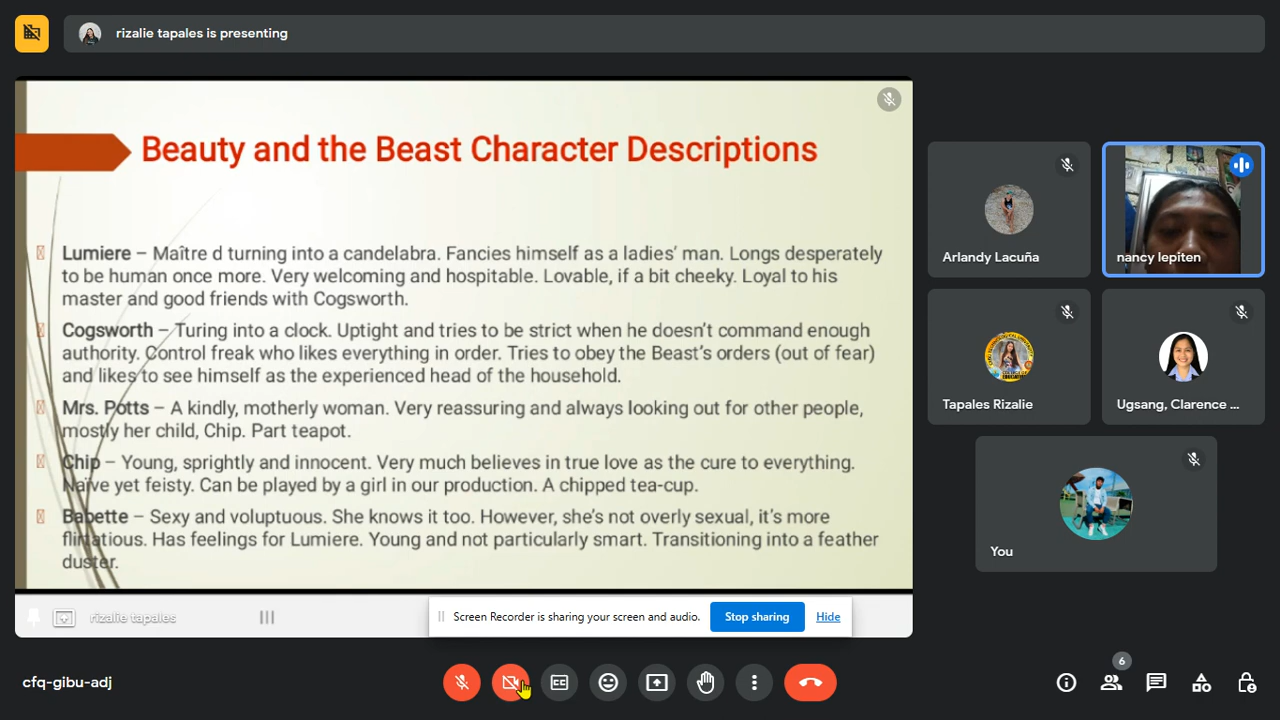 rizalie tapales is presenting
Beauty and the Beast Character Descriptions
Lumiere – Maître d turning into a candelabra. Fancies himself as a ladies’ man. Longs desperately
to be human once more. Very welcoming and hospitable. Lovable, if a bit cheeky. Loyal to his
master and good friends with Cogsworth.
Cogsworth – Turing into a clock. Uptight and tries to be strict when he doesn’t command enough
authority. Control freak who likes everything in order. Tries to obey the Beast’s orders (out of fear)
and likes to see himself as the experienced head of the household.
Mrs. Potts – A kindly, motherly woman. Very reassuring and always looking out for other people,
mostly her child, Chip. Part teapot.
Chip – Young, sprightly and innocent. Very much believes in true love as the cure to everything.
Naïve yet feisty. Can be played by a girl in our production. A chipped tea-cup.
Babette – Sexy and voluptuous. She knows it too. However, she’s not overly sexual, it’s more
flirtatious. Has feelings for Lumiere. Young and not particularly smart. Transitioning into a feather
duster.
rizalie tapales
Screen Recorder is sharing your screen and audio.
Stop sharing
Hide
Arlandy Lacuña
nancy lepiten
Tapales Rizalie
Ugsang, Clarence ...
You
cfq-gibu-adj
CC
6